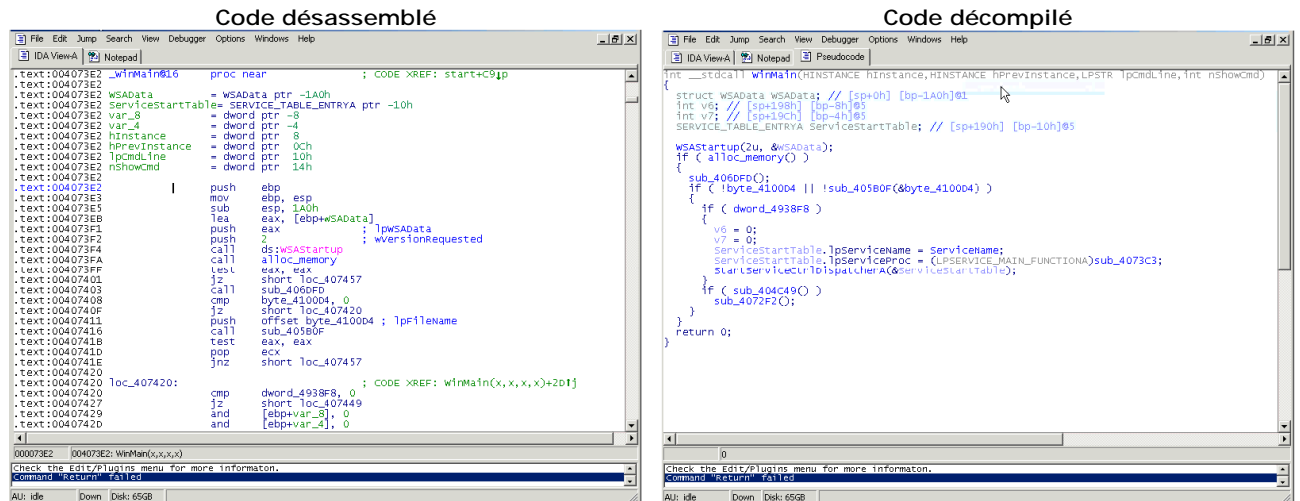 Code désassemblé
File Edit Jump Search View Debugger Options Windows Help
IDA View-A Notepad
.text:004073E2 _WinMain@16 proc near ; CODE XREF: start+C9↓p
.text:004073E2
.text:004073E2 WSAData = WSAData ptr -1A0h
.text:004073E2 ServiceStartTable= SERVICE_TABLE_ENTRYA ptr -10h
.text:004073E2 var_8 = dword ptr -8
.text:004073E2 var_4 = dword ptr -4
.text:004073E2 hInstance = dword ptr 8
.text:004073E2 hPrevInstance = dword ptr 0Ch
.text:004073E2 lpCmdLine = dword ptr 10h
.text:004073E2 nShowCmd = dword ptr 14h
.text:004073E2
.text:004073E2 push ebp
.text:004073E3 mov ebp, esp
.text:004073E5 sub esp, 1A0h
.text:004073EB lea eax, [ebp+WSAData]
.text:004073F1 push eax ; lpWSAData
.text:004073F2 push 2 ; wVersionRequested
.text:004073F4 call ds:WSAStartup
.text:004073FA call alloc_memory
.text:004073FF test eax, eax
.text:00407401 jz short loc_407457
.text:00407403 call sub_406DFD
.text:00407408 cmp byte_4100D4, 0
.text:0040740F jz short loc_407420
.text:00407411 push offset byte_4100D4 ; lpFileName
.text:00407416 call sub_405B0F
.text:0040741B test eax, eax
.text:0040741D pop ecx
.text:0040741E jnz short loc_407457
.text:00407420
.text:00407420 loc_407420: ; CODE XREF: WinMain(x,x,x,x)+2D↑j
.text:00407420 cmp dword_4938F8, 0
.text:00407427 jz short loc_407449
.text:00407429 and [ebp+var_8], 0
.text:0040742D and [ebp+var_4], 0
000073E2 004073E2: WinMain(x,x,x,x)
Check the Edit/Plugins menu for more informaton.
Command "Return" failed
AU: idle Down Disk: 65GB
Code décompilé
File Edit Jump Search View Debugger Options Windows Help
IDA View-A Notepad Pseudocode
int __stdcall WinMain(HINSTANCE hInstance,HINSTANCE hPrevInstance,LPSTR lpCmdLine,int nShowCmd)
{
struct WSAData WSAData; // [sp+0h] [bp-1A0h]@1
int v6; // [sp+198h] [bp-8h]@5
int v7; // [sp+19Ch] [bp-4h]@5
SERVICE_TABLE_ENTRYA ServiceStartTable; // [sp+190h] [bp-10h]@5
WSAStartup(2u, &WSAData);
if ( alloc_memory() )
{
sub_406DFD();
if ( !byte_4100D4 || !sub_405B0F(&byte_4100D4) )
{
if ( dword_4938F8 )
{
v6 = 0;
v7 = 0;
ServiceStartTable.lpServiceName = ServiceName;
ServiceStartTable.lpServiceProc = (LPSERVICE_MAIN_FUNCTIONA)sub_4073C3;
StartServiceCtrlDispatcherA(&ServiceStartTable);
}
if ( sub_404C49() )
sub_4072F2();
}
}
return 0;
}
0
Check the Edit/Plugins menu for more informaton.
Command "Return" failed
AU: idle Down Disk: 65GB